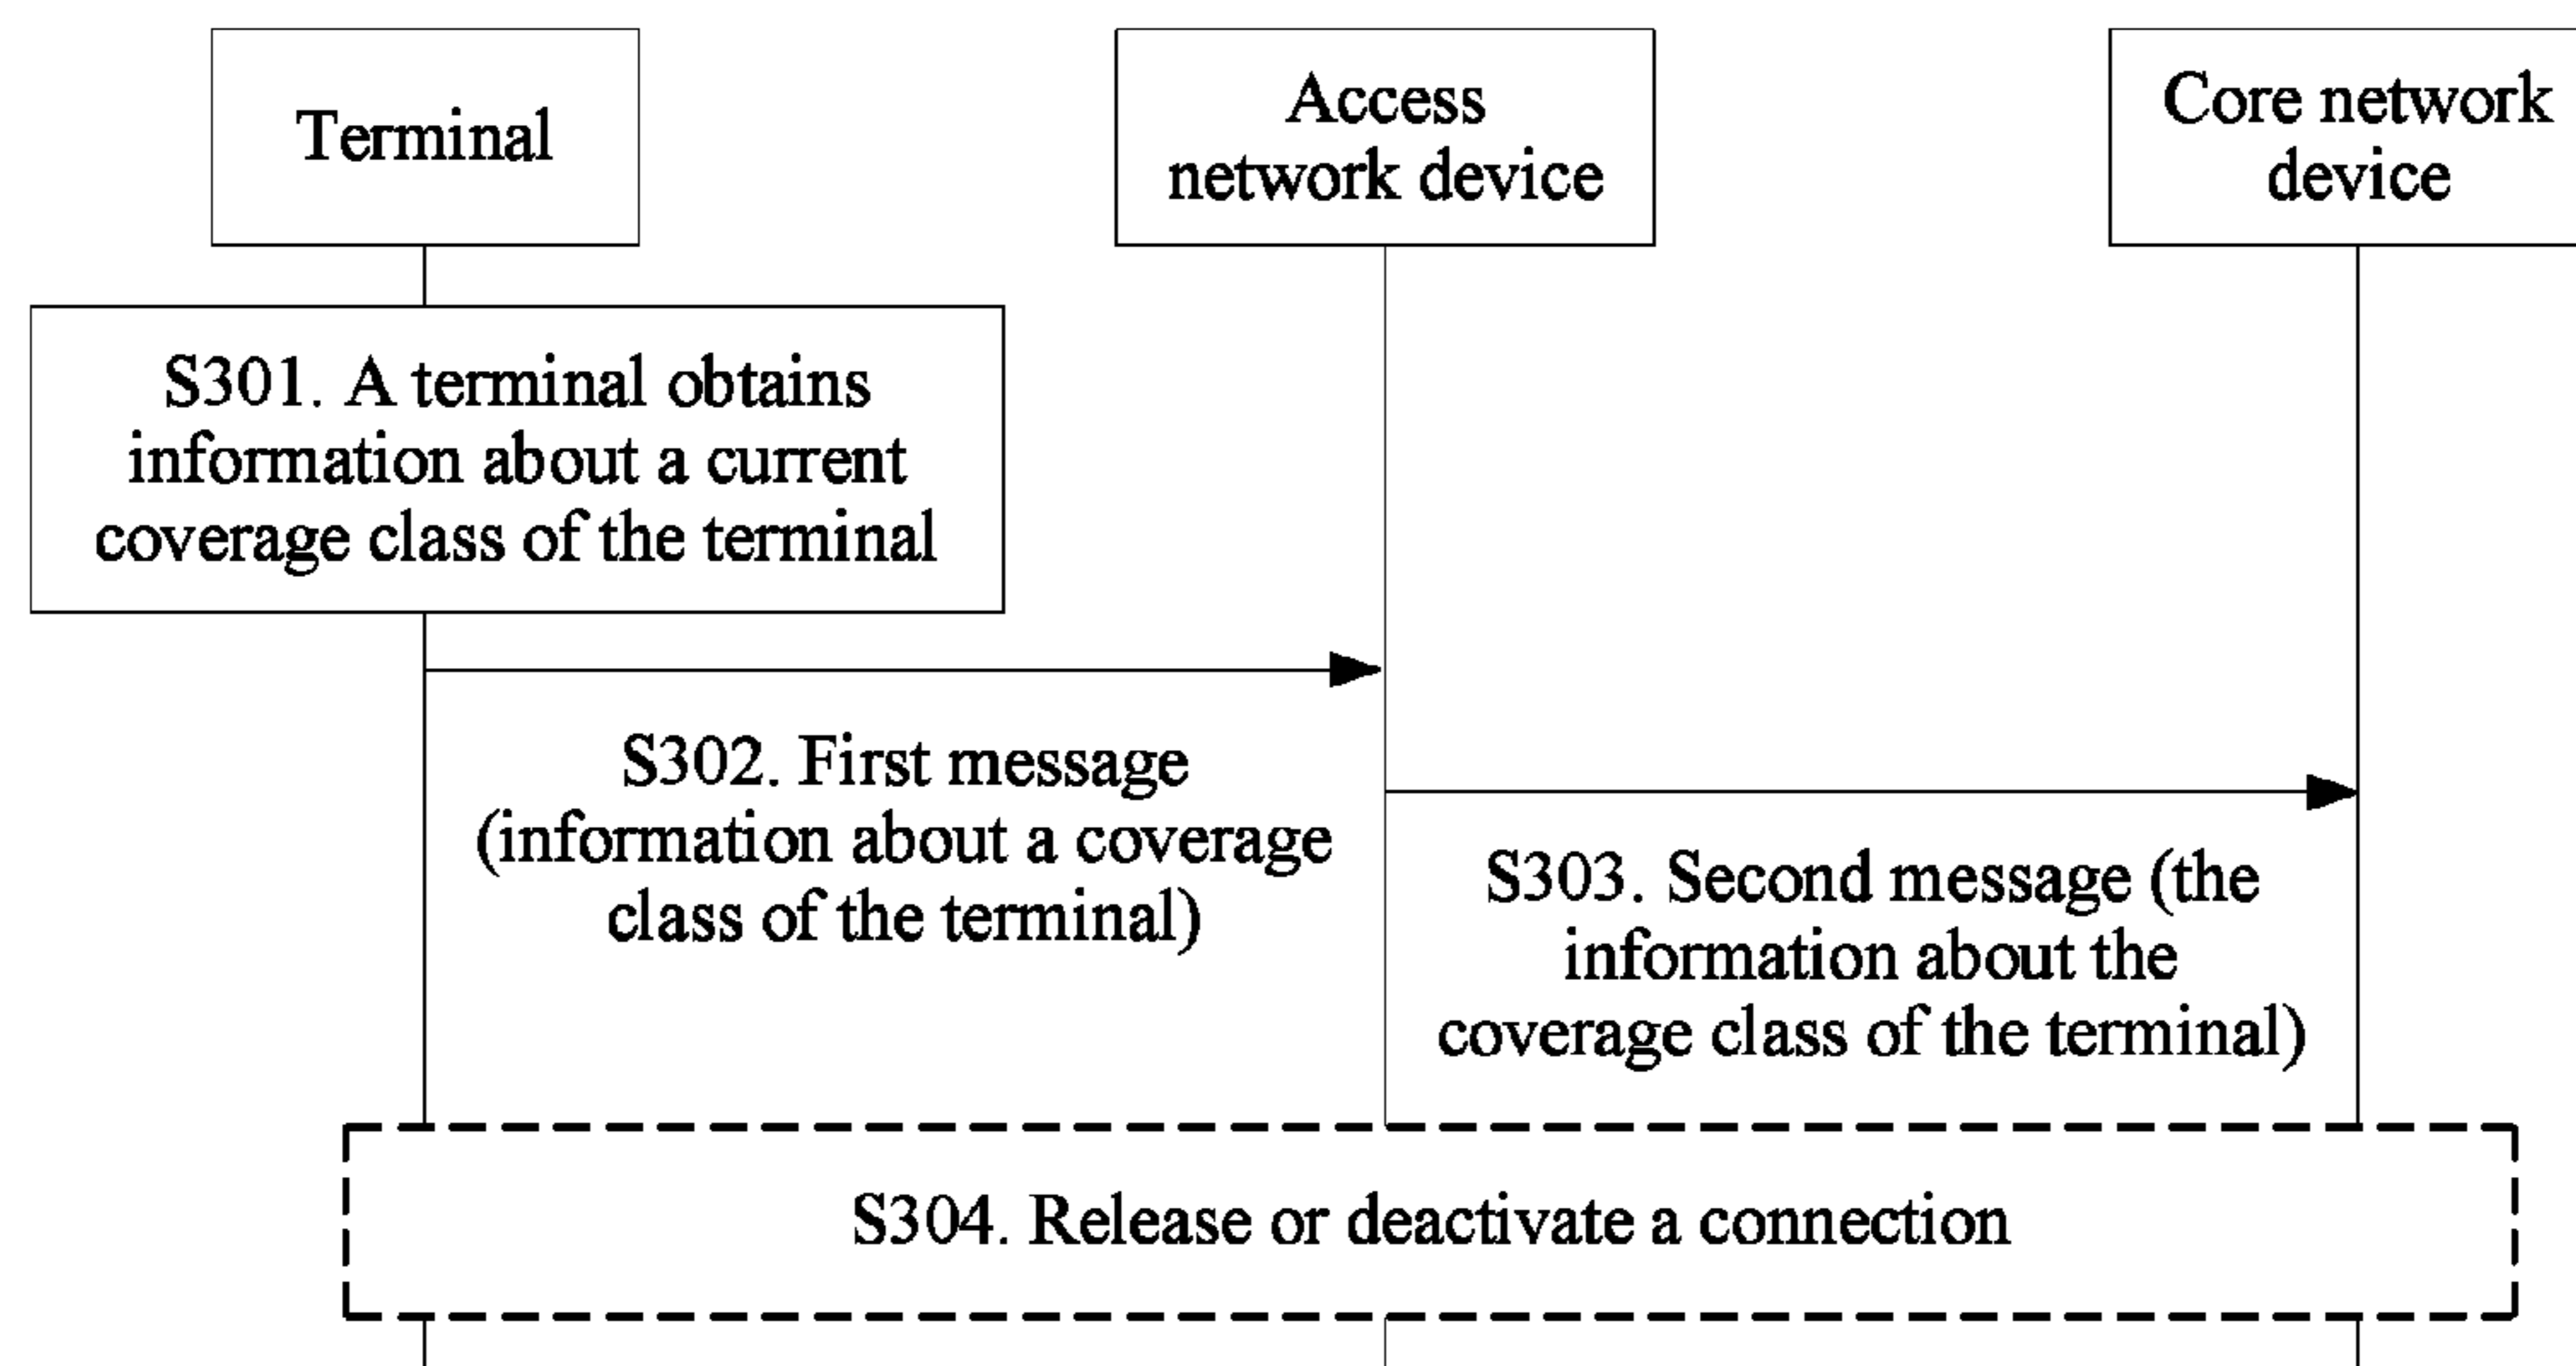 Terminal
Access
network device
Core network
device
S301. A terminal obtains
information about a current
coverage class of the terminal
S302. First message
(information about a coverage
class of the terminal)
S303. Second message (the
information about the
coverage class of the terminal)
S304. Release or deactivate a connection